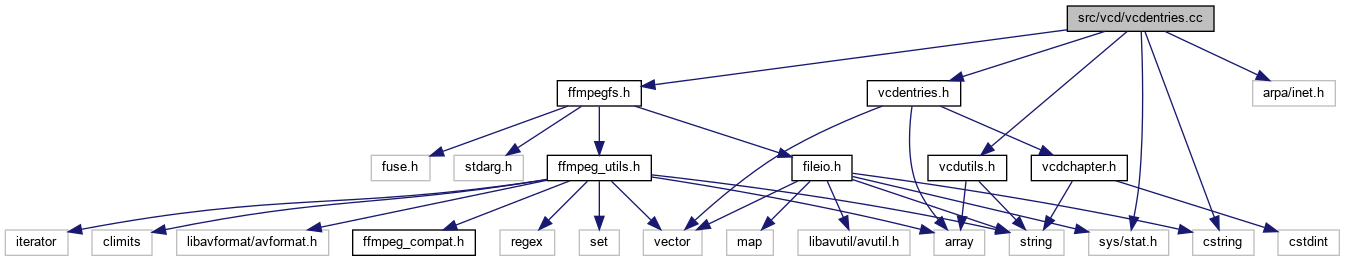 src/vcd/vcdentries.cc
ffmpegfs.h
vcdentries.h
arpa/inet.h
fuse.h
stdarg.h
ffmpeg_utils.h
fileio.h
vcdutils.h
vcdchapter.h
iterator
climits
libavformat/avformat.h
ffmpeg_compat.h
regex
set
vector
map
libavutil/avutil.h
array
string
sys/stat.h
cstring
cstdint